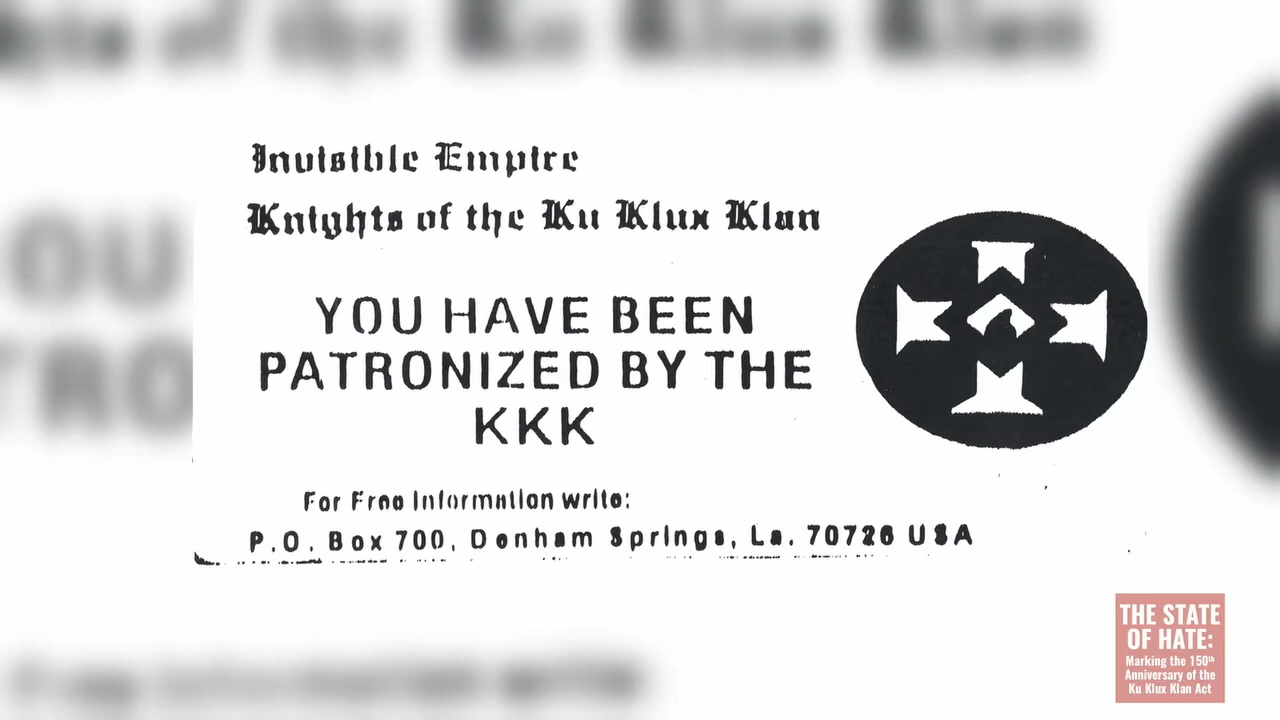 Invisible Empire
Knights of the Ku Klux Klan
YOU HAVE BEEN
PATRONIZED BY THE
KKK
For Free Information write:
P.O. Box 700, Denham Springs, La. 70726 USA
THE STATE
OF HATE:
Marking the 150th
Anniversary of the
Ku Klux Klan Act